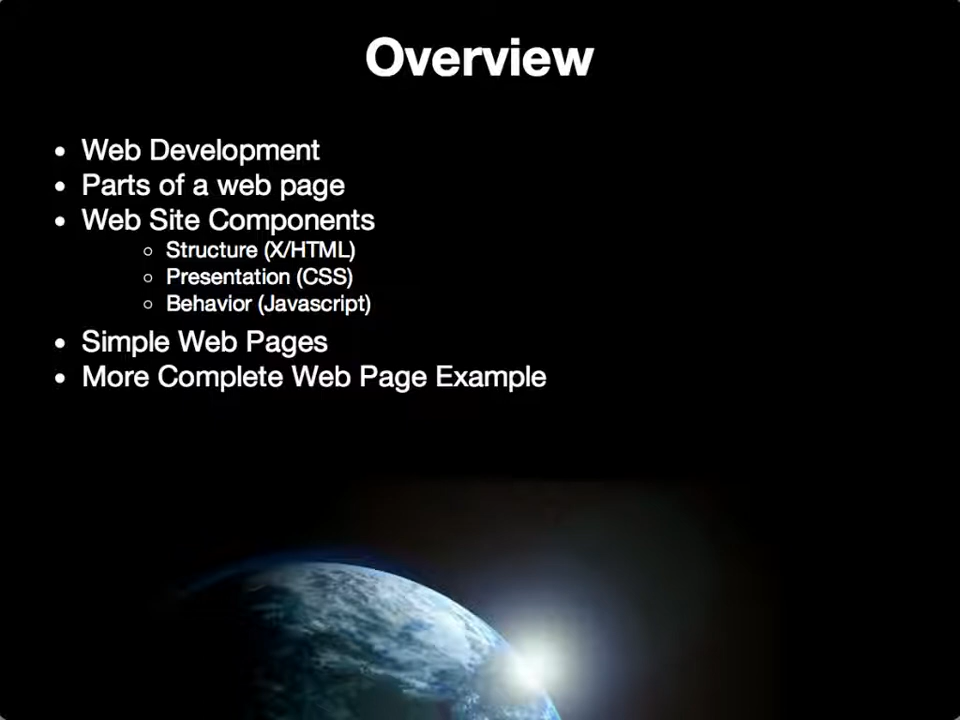 Overview
• Web Development
• Parts of a web page
• Web Site Components
○ Structure (X/HTML)
○ Presentation (CSS)
○ Behavior (Javascript)
• Simple Web Pages
• More Complete Web Page Example